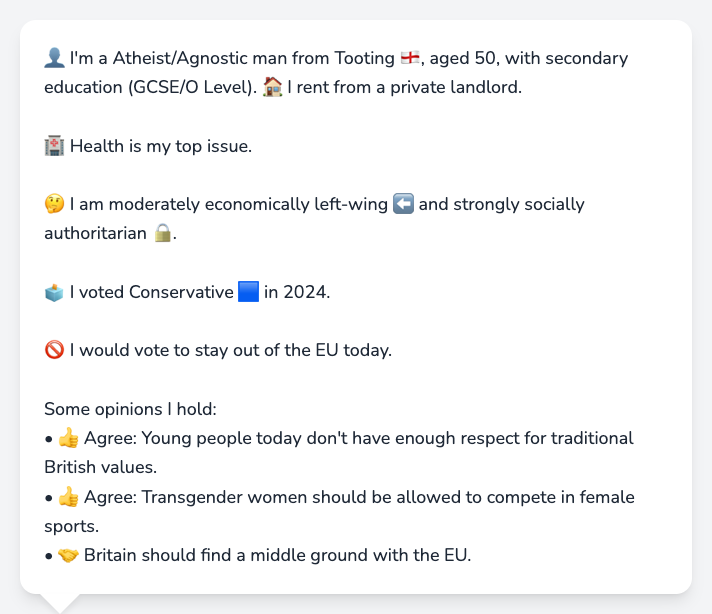 👤 I'm a Atheist/Agnostic man from Tooting 🏴󠁧󠁢󠁥󠁮󠁧󠁿, aged 50, with secondary
education (GCSE/O Level). 🏠 I rent from a private landlord.
🏥 Health is my top issue.
🤔 I am moderately economically left-wing ⬅️ and strongly socially
authoritarian 🔒.
🗳️ I voted Conservative 🟦 in 2024.
🚫 I would vote to stay out of the EU today.
Some opinions I hold:
• 👍 Agree: Young people today don't have enough respect for traditional
British values.
• 👍 Agree: Transgender women should be allowed to compete in female
sports.
• 🤝 Britain should find a middle ground with the EU.